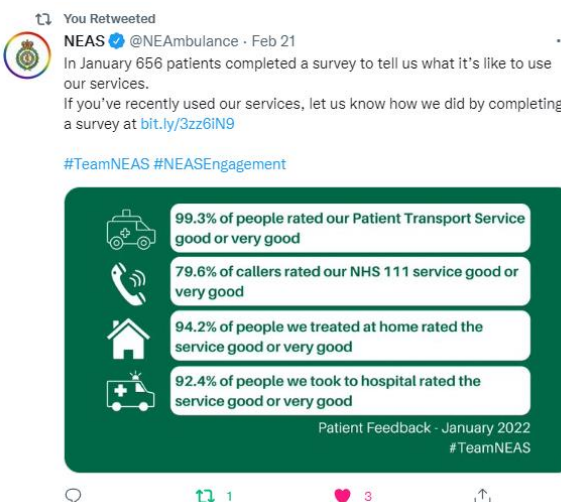 You Retweeted
NEAS @NEAmbulance · Feb 21
In January 656 patients completed a survey to tell us what it's like to use
our services.
If you've recently used our services, let us know how we did by completing
a survey at bit.ly/3zz6iN9
#TeamNEAS #NEASEngagement
99.3% of people rated our Patient Transport Service
good or very good
79.6% of callers rated our NHS 111 service good or
very good
94.2% of people we treated at home rated the
service good or very good
92.4% of people we took to hospital rated the
service good or very good
Patient Feedback - January 2022
#TeamNEAS
1 3